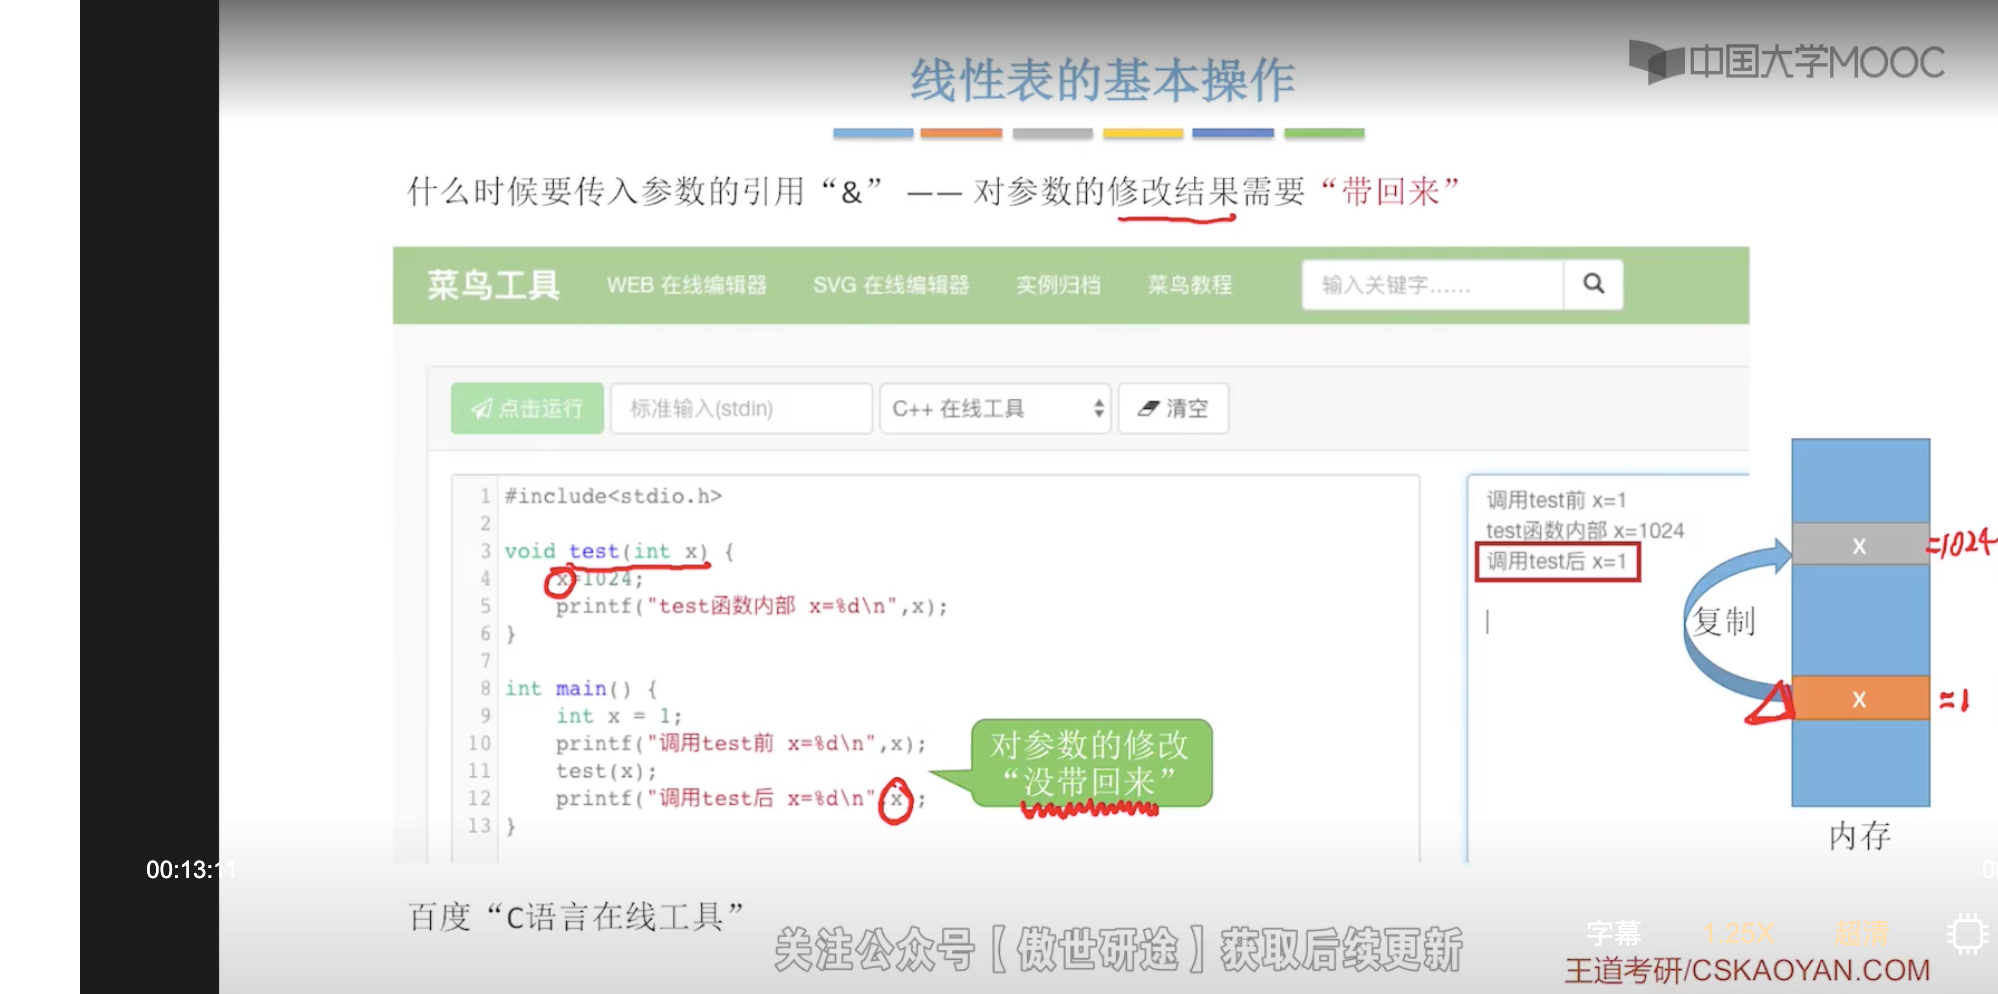 中国大学MOOC
线性表的基本操作
什么时候要传入参数的引用“&” —— 对参数的修改结果需要“带回来”
菜鸟工具 WEB 在线编辑器 SVG 在线编辑器 实例归档 菜鸟教程 输入关键字......
点击运行 标准输入(stdin) C++ 在线工具 清空
1 #include<stdio.h>
2
3 void test(int x) {
4 x=1024;
5 printf("test函数内部 x=%d\n",x);
6 }
7
8 int main() {
9 int x = 1;
10 printf("调用test前 x=%d\n",x);
11 test(x);
12 printf("调用test后 x=%d\n",x);
13 }
对参数的修改
“没带回来”
调用test前 x=1
test函数内部 x=1024
调用test后 x=1
x =1024
复制
x =1
内存
00:13:11
百度“C语言在线工具”
关注公众号【傲世研途】获取后续更新
字幕 1.25X 超清
王道考研/CSKAOYAN.COM